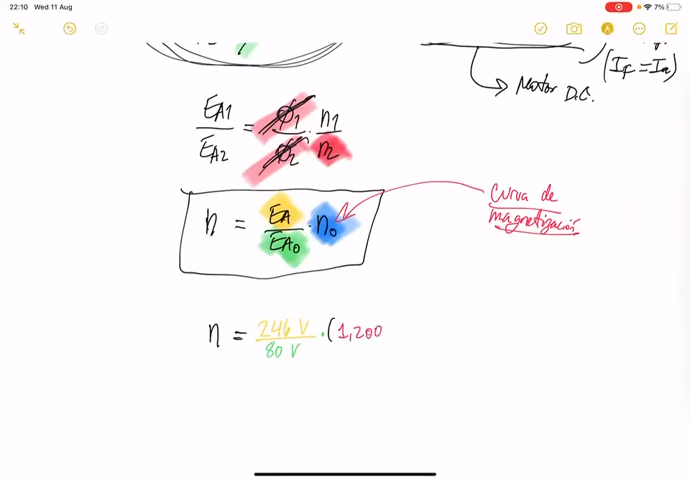 22:10 Wed 11 Aug
7%
(If = Ia)
Motor D.C.
EA1 / EA2 = φ1 / φ2 · n1 / n2
curva de
magnetización
n = EA / EA0 · n0
n = 246 V / 80 V · (1,200